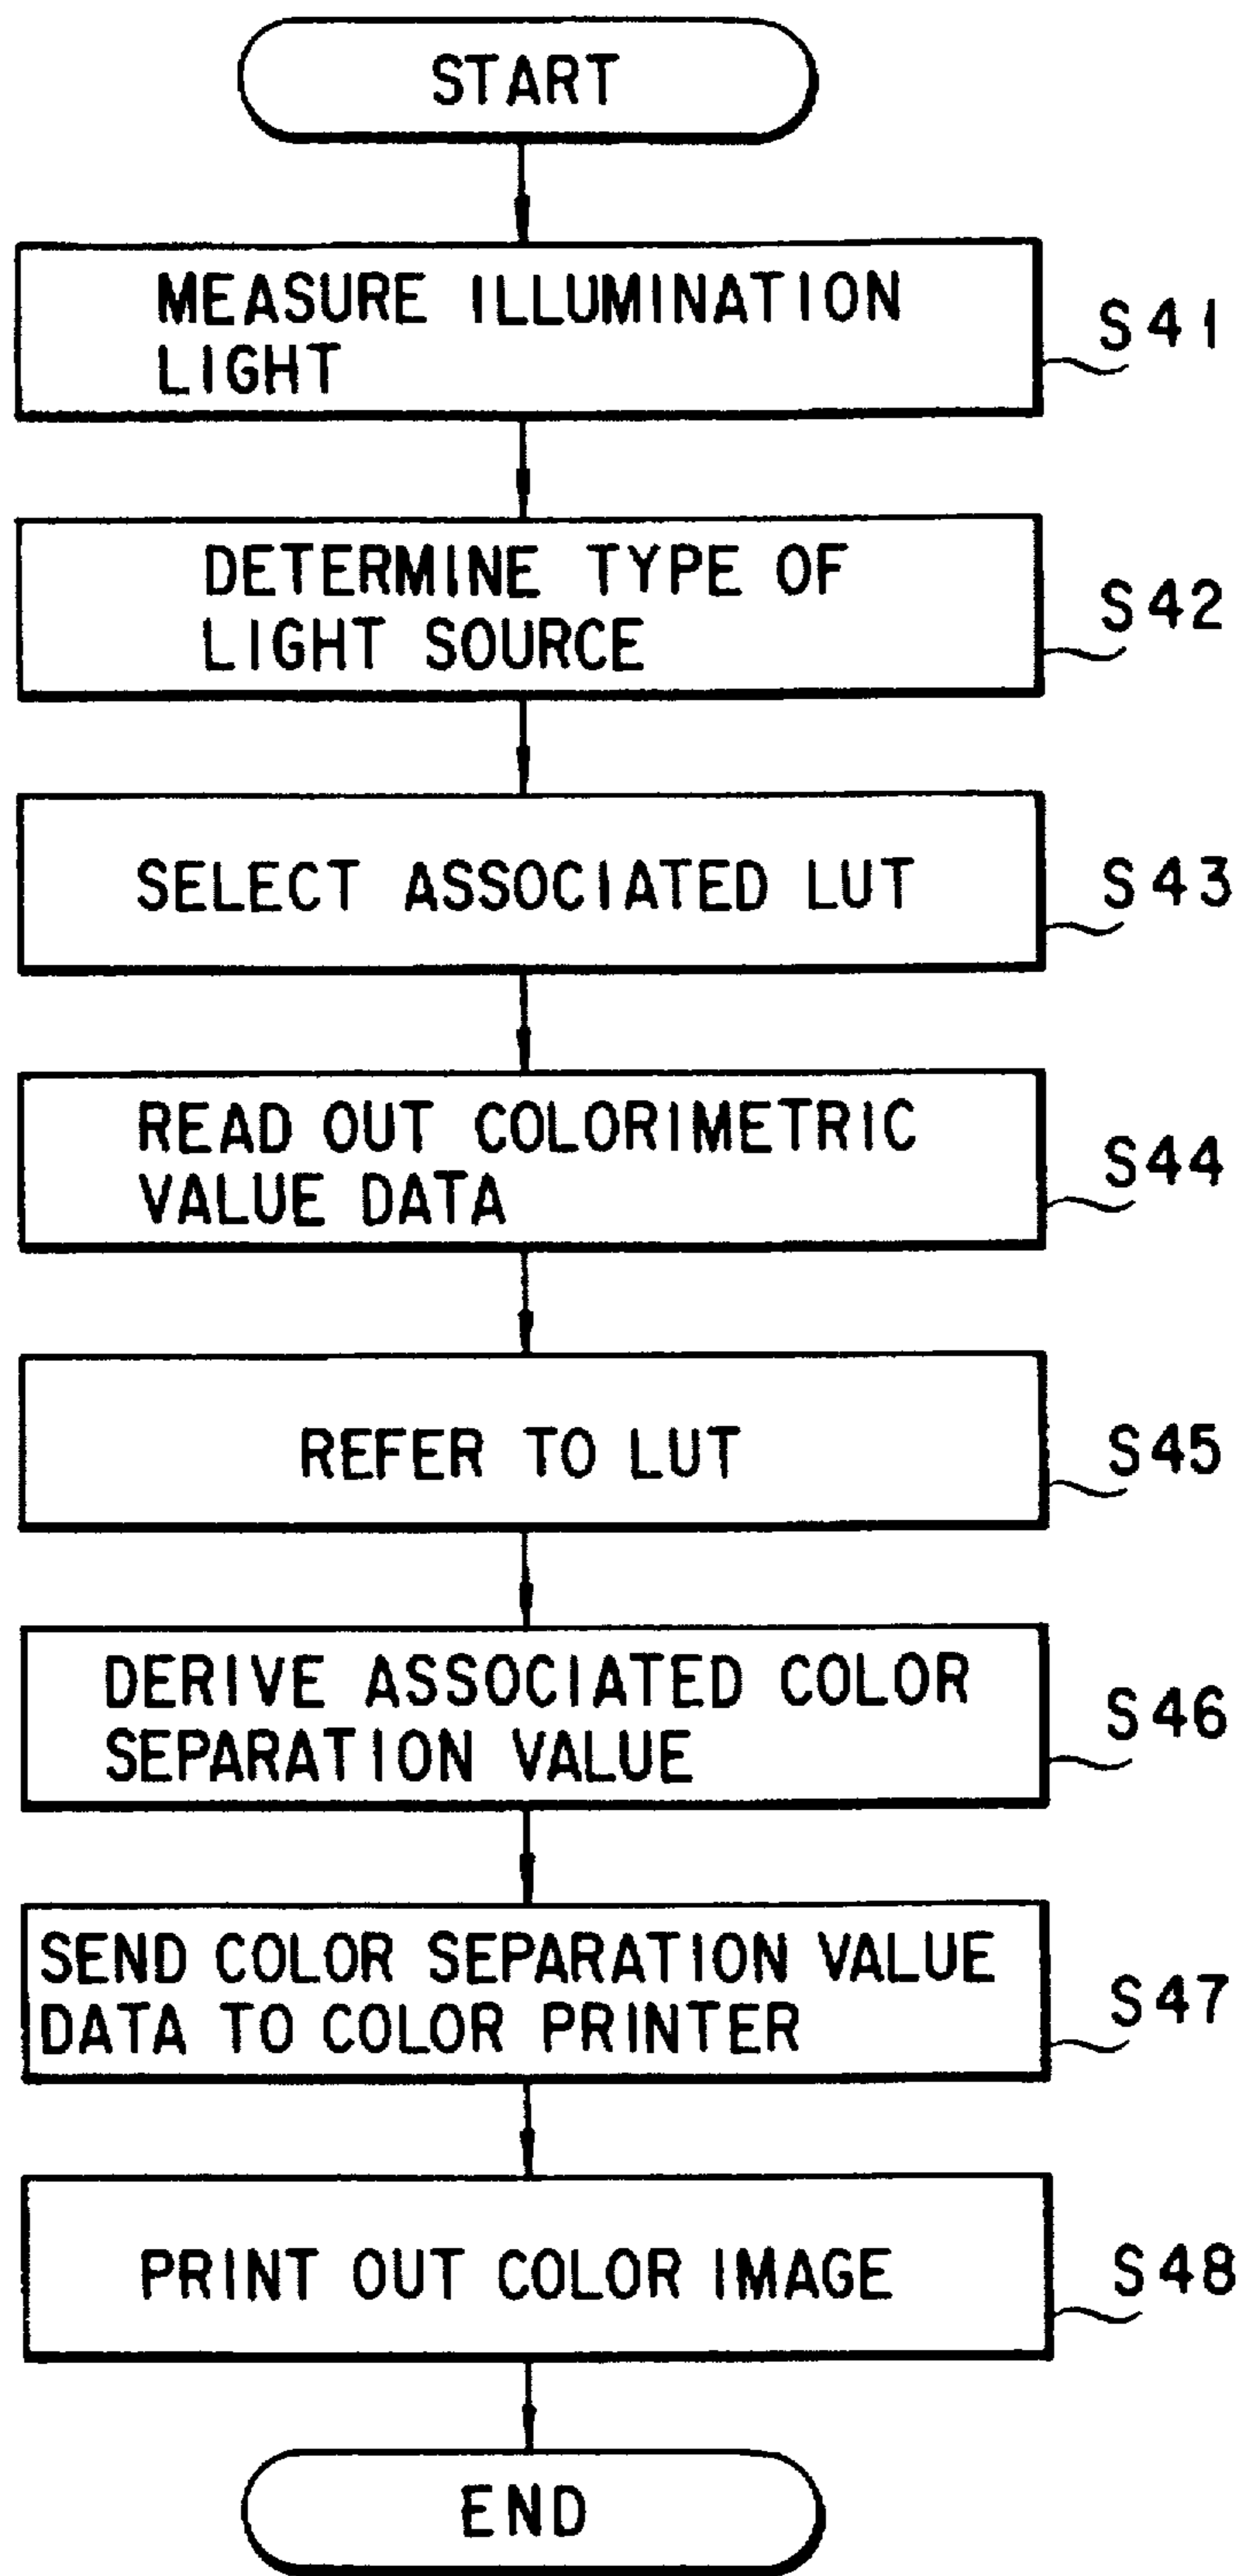 START
MEASURE ILLUMINATION
LIGHT
S41
DETERMINE TYPE OF
LIGHT SOURCE
S42
SELECT ASSOCIATED LUT
S43
READ OUT COLORIMETRIC
VALUE DATA
S44
REFER TO LUT
S45
DERIVE ASSOCIATED COLOR
SEPARATION VALUE
S46
SEND COLOR SEPARATION VALUE
DATA TO COLOR PRINTER
S47
PRINT OUT COLOR IMAGE
S48
END